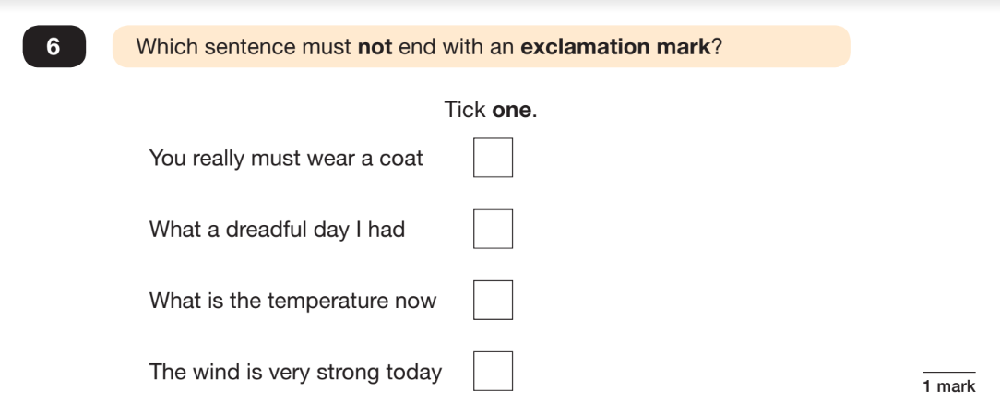 6 Which sentence must not end with an exclamation mark?
Tick one.
You really must wear a coat
What a dreadful day I had
What is the temperature now
The wind is very strong today
1 mark